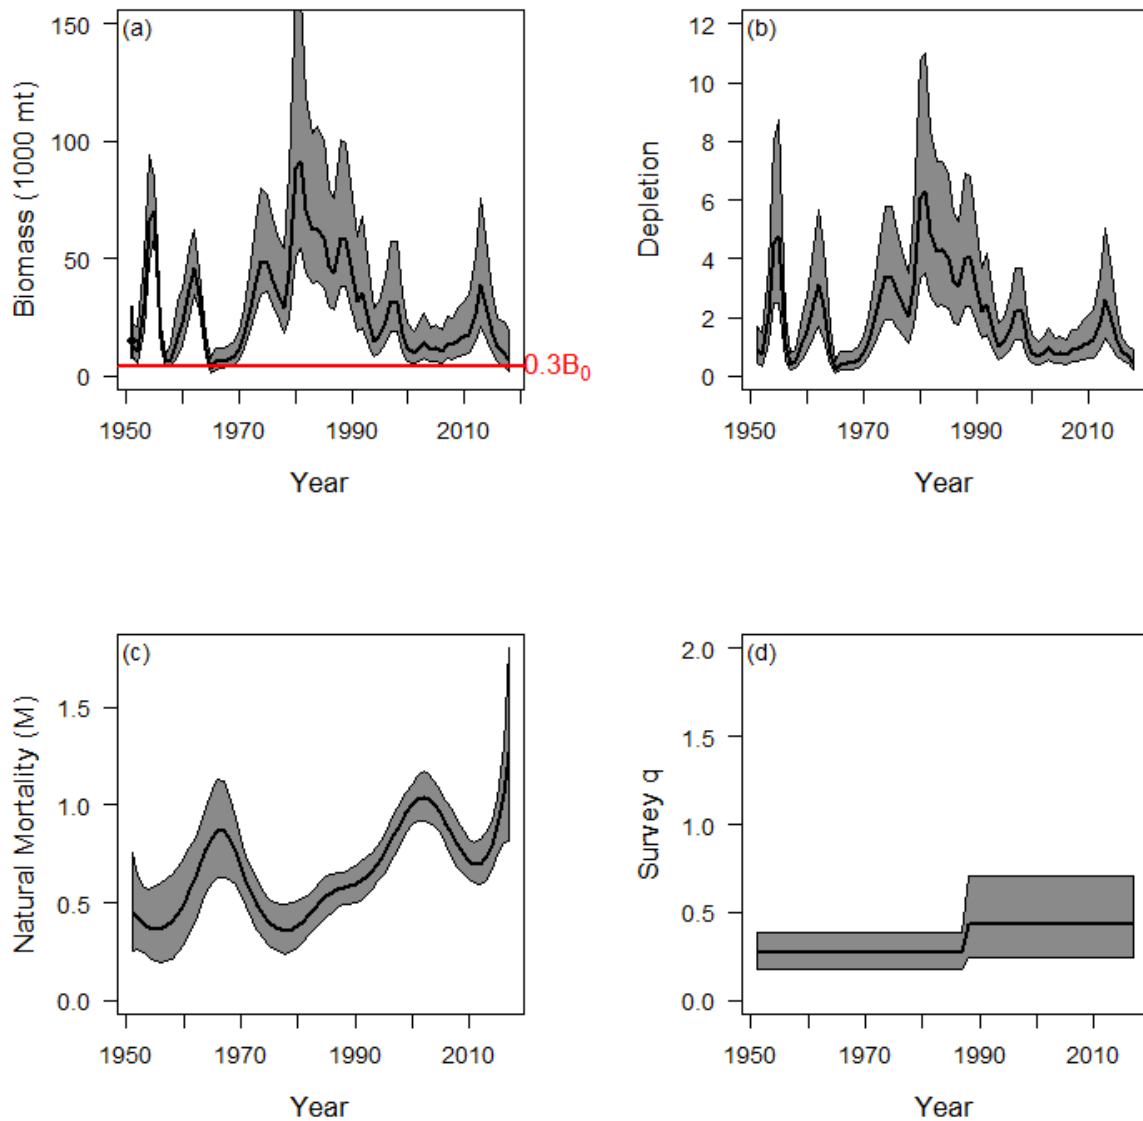 (a)
150
100
50
0
Biomass (1000 mt)
0.3B₀
1950 1970 1990 2010
Year
(b)
12
10
8
6
4
2
0
Depletion
1950 1970 1990 2010
Year
(c)
1.5
1.0
0.5
0.0
Natural Mortality (M)
1950 1970 1990 2010
Year
(d)
2.0
1.5
1.0
0.5
0.0
Survey q
1950 1970 1990 2010
Year